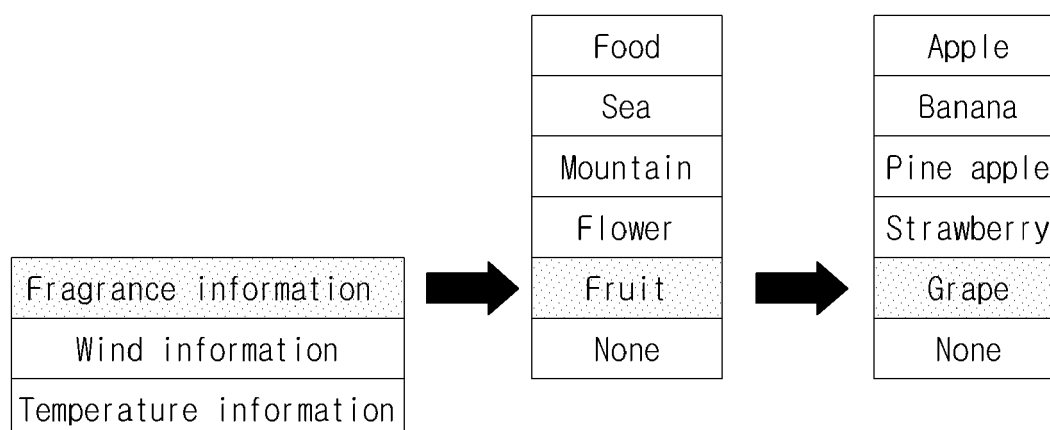 Fragrance information
Wind information
Temperature information
Food
Sea
Mountain
Flower
Fruit
None
Apple
Banana
Pine apple
Strawberry
Grape
None